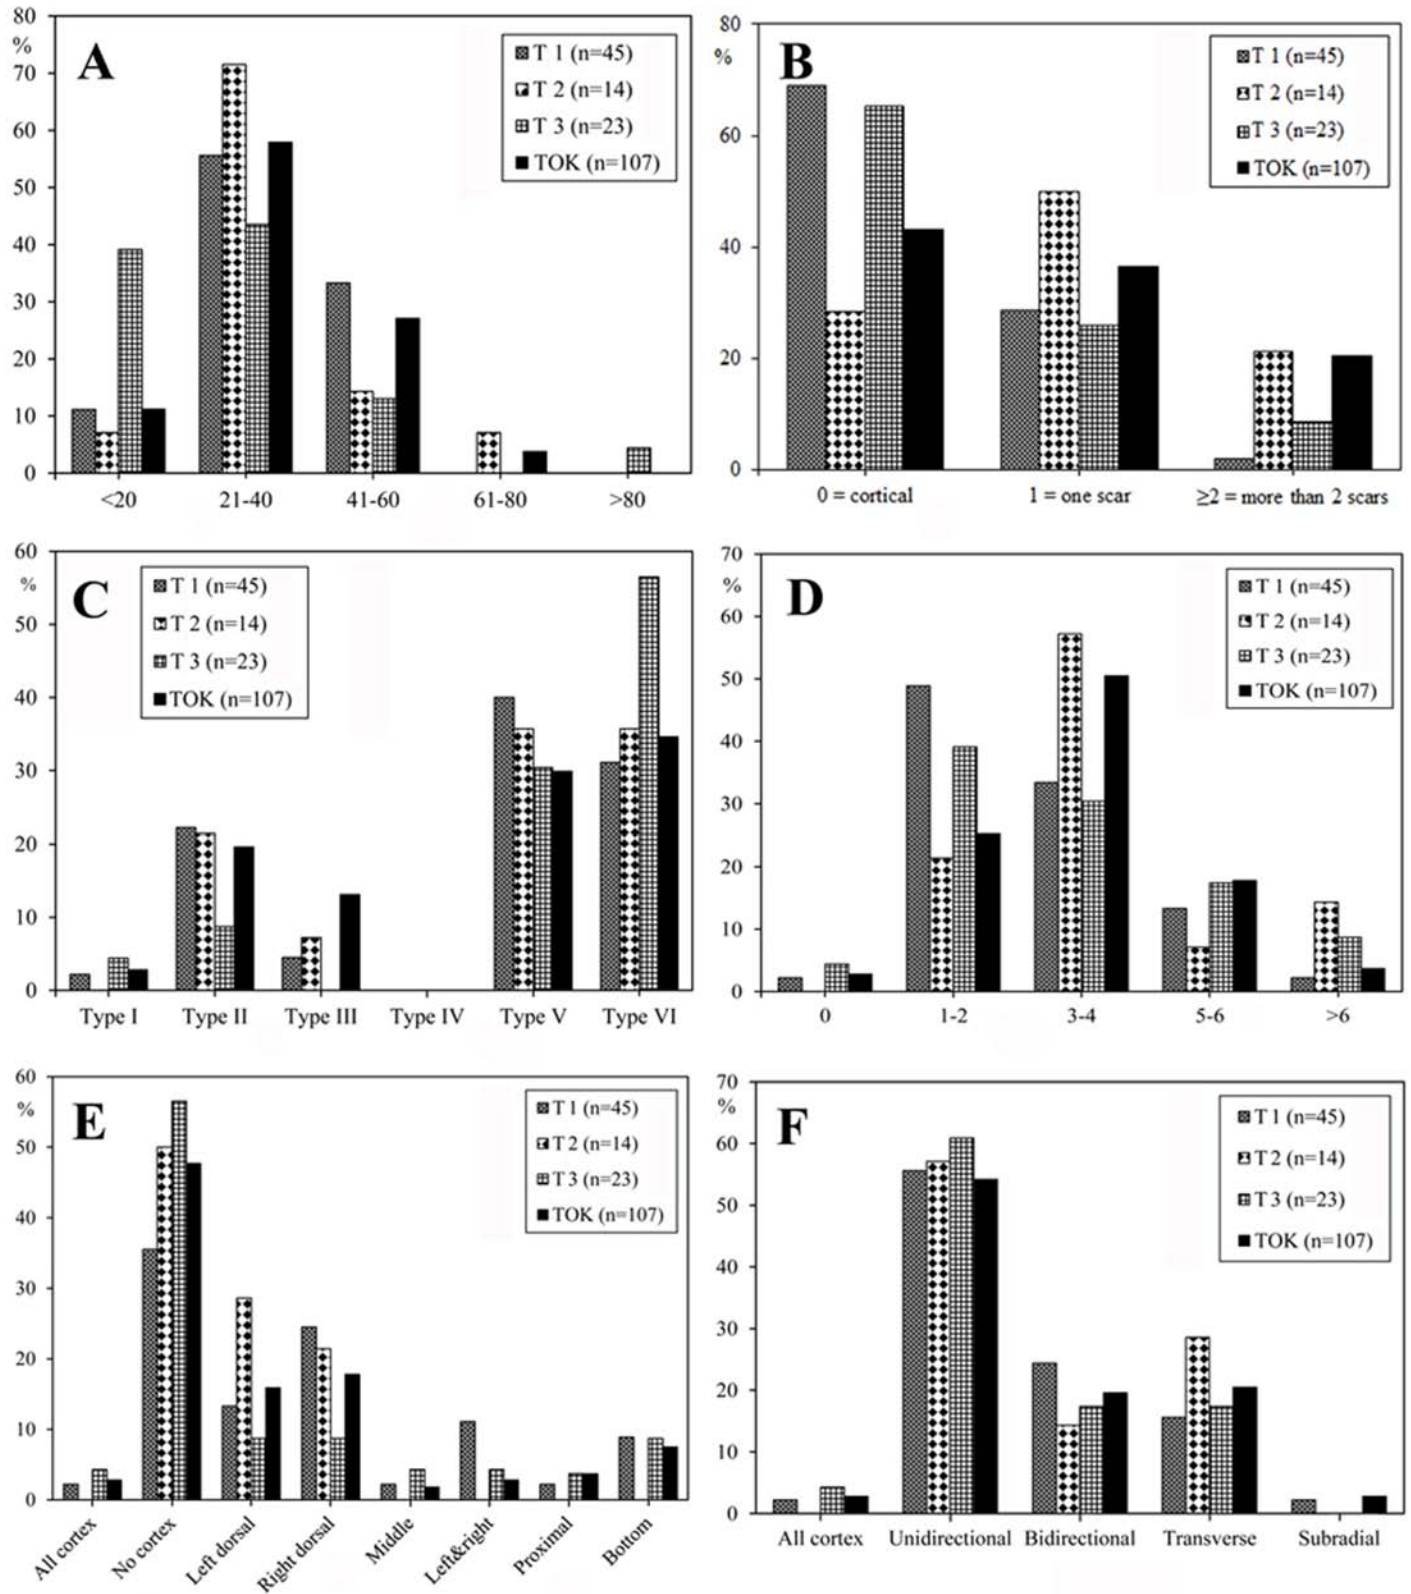 A
80
%
70
60
50
40
30
20
10
0
T 1 (n=45)
T 2 (n=14)
T 3 (n=23)
TOK (n=107)
<20 21-40 41-60 61-80 >80
B
80
%
60
40
20
0
T 1 (n=45)
T 2 (n=14)
T 3 (n=23)
TOK (n=107)
0 = cortical 1 = one scar ≥2 = more than 2 scars
C
60
%
50
40
30
20
10
0
T 1 (n=45)
T 2 (n=14)
T 3 (n=23)
TOK (n=107)
Type I Type II Type III Type IV Type V Type VI
D
70
%
60
50
40
30
20
10
0
T 1 (n=45)
T 2 (n=14)
T 3 (n=23)
TOK (n=107)
0 1-2 3-4 5-6 >6
E
60
%
50
40
30
20
10
0
T 1 (n=45)
T 2 (n=14)
T 3 (n=23)
TOK (n=107)
All cortex No cortex Left dorsal Right dorsal Middle Left&right Proximal Bottom
F
70
%
60
50
40
30
20
10
0
T 1 (n=45)
T 2 (n=14)
T 3 (n=23)
TOK (n=107)
All cortex Unidirectional Bidirectional Transverse Subradial